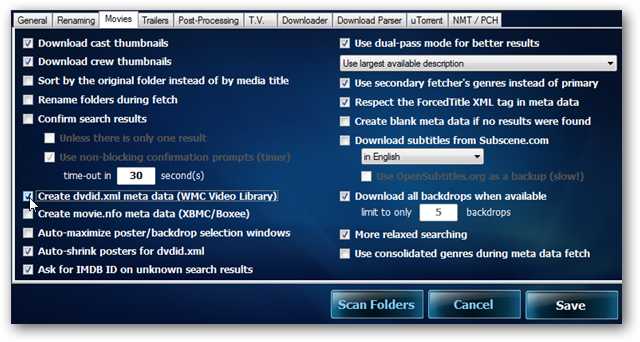 General Renaming Movies Trailers Post-Processing T.V. Downloader Download Parser uTorrent NMT / PCH
Download cast thumbnails
Download crew thumbnails
Sort by the original folder instead of by media title
Rename folders during fetch
Confirm search results
Unless there is only one result
Use non-blocking confirmation prompts (timer)
time-out in 30 second(s)
Create dvdid.xml meta data (WMC Video Library)
Create movie.nfo meta data (XBMC/Boxee)
Auto-maximize poster/backdrop selection windows
Auto-shrink posters for dvdid.xml
Ask for IMDB ID on unknown search results
Use dual-pass mode for better results
Use largest available description
Use secondary fetcher's genres instead of primary
Respect the ForcedTitle XML tag in meta data
Create blank meta data if no results were found
Download subtitles from Subscene.com
in English
Use OpenSubtitles.org as a backup (slow!)
Download all backdrops when available
limit to only 5 backdrops
More relaxed searching
Use consolidated genres during meta data fetch
Scan Folders Cancel Save